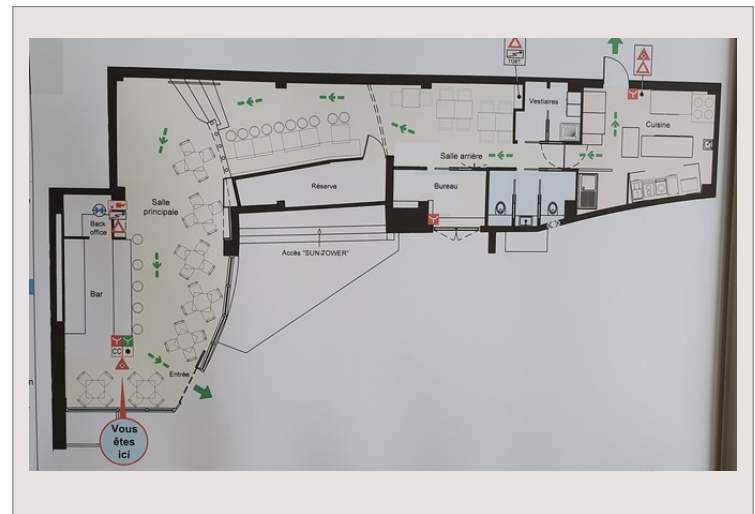 TGBT
Vestiaires
Cuisine
Salle arrière
Réserve
Bureau
Salle
principale
Back
office
Accès "SUN-TOWER"
Bar
CC
Entrée
Vous
êtes
ici